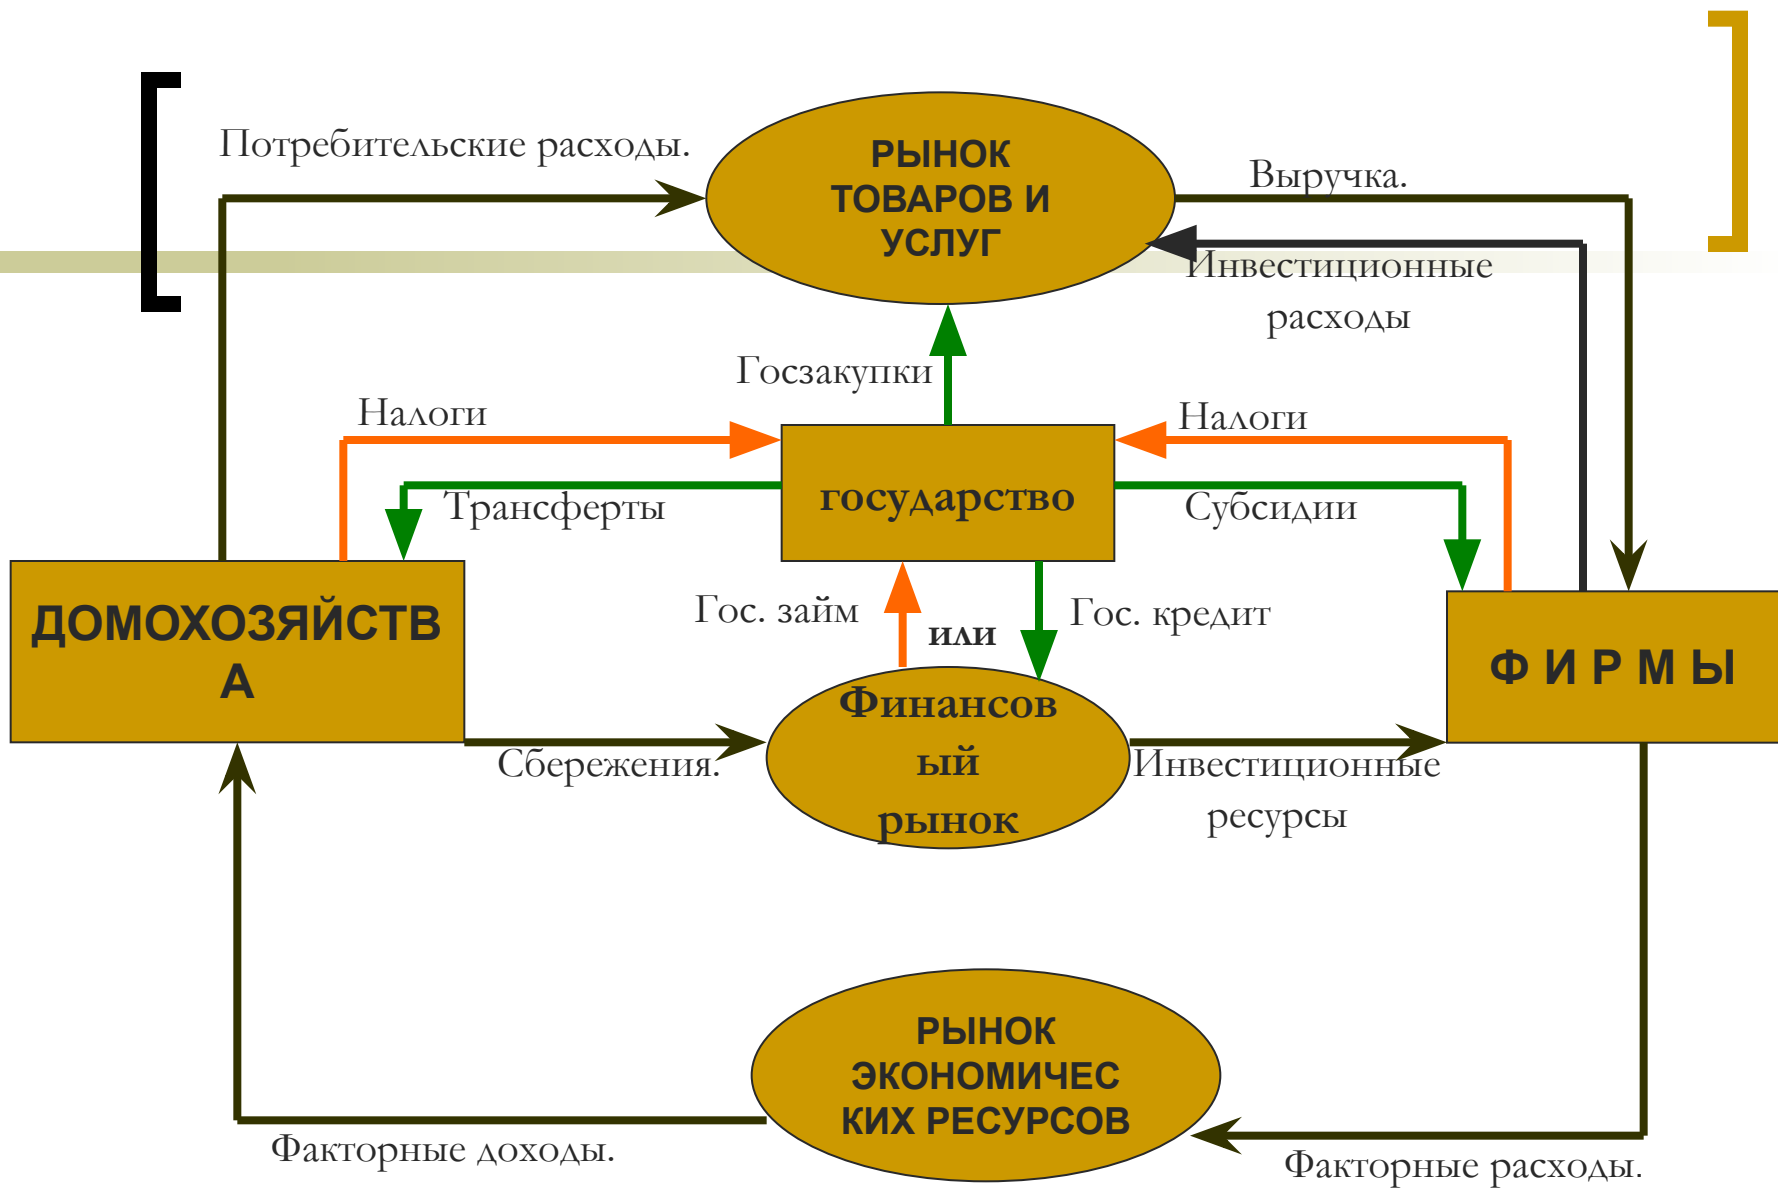 Потребительские расходы.
РЫНОК
ТОВАРОВ И
УСЛУГ
Выручка.
Инвестиционные
расходы
Госзакупки
Налоги
Налоги
Трансферты
государство
Субсидии
ДОМОХОЗЯЙСТВ
А
Гос. займ
или
Гос. кредит
Ф И Р М Ы
Финансов
ый
рынок
Сбережения.
Инвестиционные
ресурсы
РЫНОК
ЭКОНОМИЧЕС
КИХ РЕСУРСОВ
Факторные доходы.
Факторные расходы.